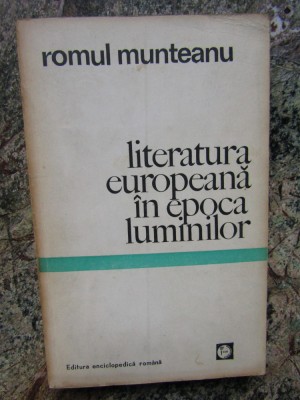 romul munteanu
literatura
europeană
în epoca
luminilor
Editura enciclopedică română